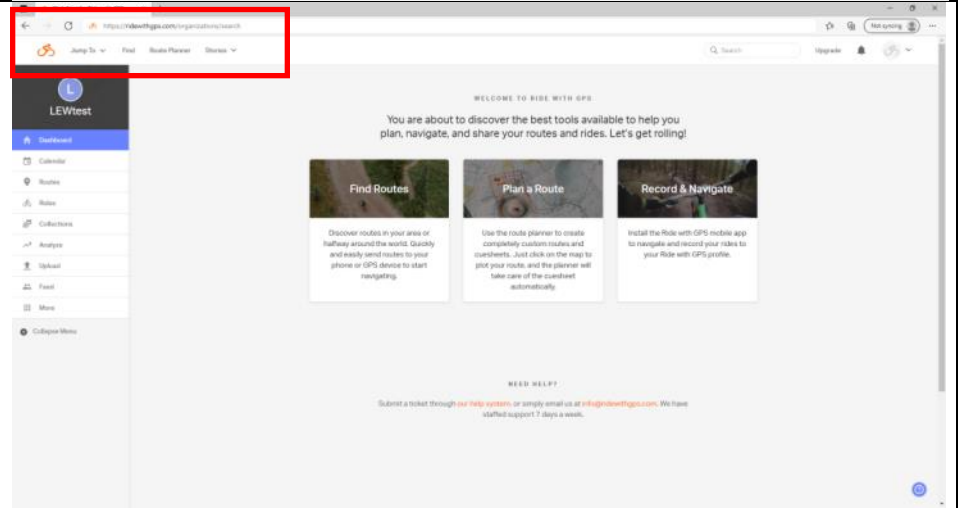 https://ridewithgps.com/organizations/search
Not syncing
Jump To Find Route Planner Stories
Search
Upgrade
L
LEWtest
Dashboard
Calendar
Routes
Rides
Collections
Analyze
Upload
Feed
More
Collapse Menu
WELCOME TO RIDE WITH GPS
You are about to discover the best tools available to help you
plan, navigate, and share your routes and rides. Let's get rolling!
Find Routes
Discover routes in your area or
halfway around the world. Quickly
and easily send routes to your
phone or GPS device to start
navigating.
Plan a Route
Use the route planner to create
completely custom routes and
cuesheets. Just click on the map to
plot your route, and the planner will
take care of the cuesheet
automatically.
Record & Navigate
Install the Ride with GPS mobile app
to navigate and record your rides to
your Ride with GPS profile.
NEED HELP?
Submit a ticket through our help system, or simply email us at info@ridewithgps.com. We have
staffed support 7 days a week.